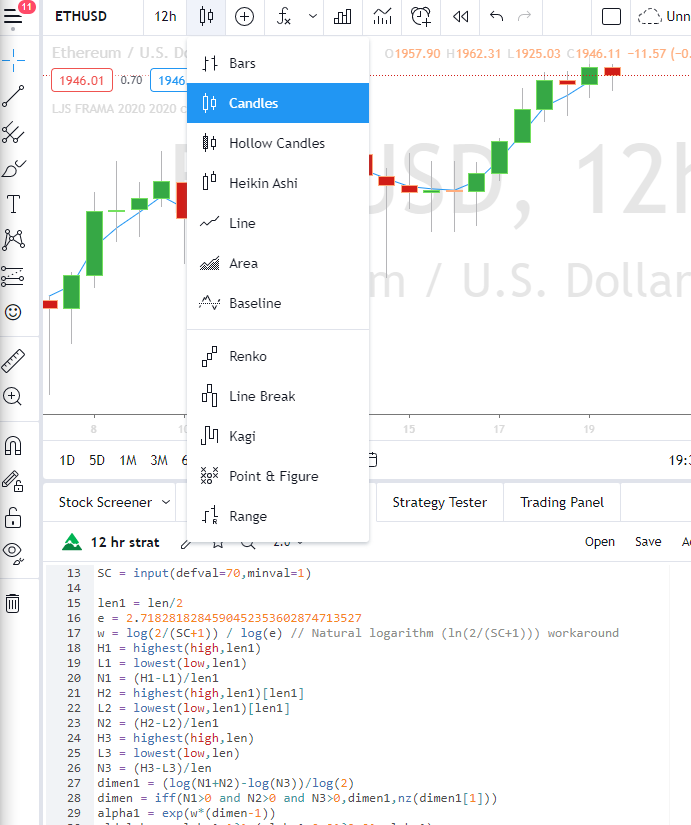 11
ETHUSD 12h fx Unn
Ethereum / U.S. Do O1957.90 H1962.31 L1925.03 C1946.11 −11.57 (−0.
1946.01 0.70 1946
LJS FRAMA 2020 2020 c
Bars
Candles
Hollow Candles
Heikin Ashi
Line
Area
Baseline
Renko
Line Break
Kagi
Point & Figure
Range
USD, 12h
m / U.S. Dollar
8 10 15 17 19
1D 5D 1M 3M 6 19:3
Stock Screener Strategy Tester Trading Panel
12 hr strat 2.0 Open Save A
13 SC = input(defval=70,minval=1)
14
15 len1 = len/2
16 e = 2.7182818284590452353602874713527
17 w = log(2/(SC+1)) / log(e) // Natural logarithm (ln(2/(SC+1))) workaround
18 H1 = highest(high,len1)
19 L1 = lowest(low,len1)
20 N1 = (H1-L1)/len1
21 H2 = highest(high,len1)[len1]
22 L2 = lowest(low,len1)[len1]
23 N2 = (H2-L2)/len1
24 H3 = highest(high,len)
25 L3 = lowest(low,len)
26 N3 = (H3-L3)/len
27 dimen1 = (log(N1+N2)-log(N3))/log(2)
28 dimen = iff(N1>0 and N2>0 and N3>0,dimen1,nz(dimen1[1]))
29 alpha1 = exp(w*(dimen-1))